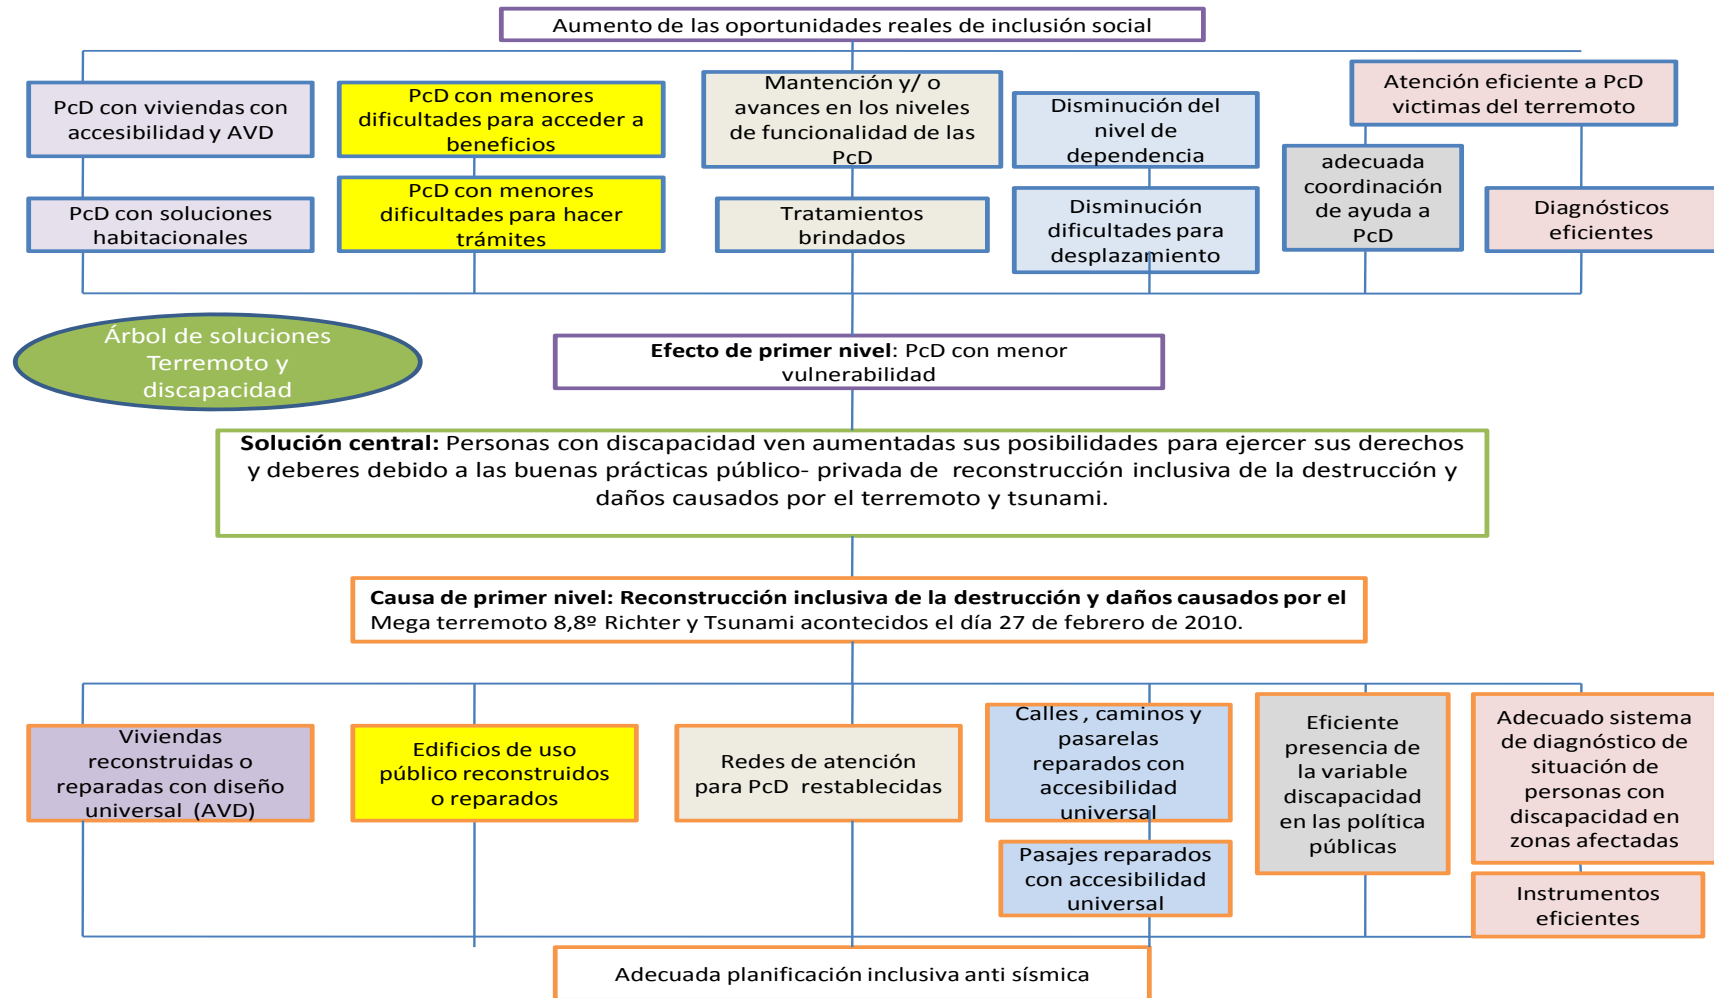 Aumento de las oportunidades reales de inclusión social
PcD con viviendas con
accesibilidad y AVD
PcD con menores
dificultades para acceder a
beneficios
Mantención y/ o
avances en los niveles
de funcionalidad de las
PcD
Disminución del
nivel de
dependencia
Atención eficiente a PcD
victimas del terremoto
PcD con soluciones
habitacionales
PcD con menores
dificultades para hacer
trámites
Tratamientos
brindados
Disminución
dificultades para
desplazamiento
adecuada
coordinación
de ayuda a
PcD
Diagnósticos
eficientes
Árbol de soluciones
Terremoto y
discapacidad
Efecto de primer nivel: PcD con menor
vulnerabilidad
Solución central: Personas con discapacidad ven aumentadas sus posibilidades para ejercer sus derechos
y deberes debido a las buenas prácticas público- privada de reconstrucción inclusiva de la destrucción y
daños causados por el terremoto y tsunami.
Causa de primer nivel: Reconstrucción inclusiva de la destrucción y daños causados por el
Mega terremoto 8,8º Richter y Tsunami acontecidos el día 27 de febrero de 2010.
Viviendas
reconstruidas o
reparadas con diseño
universal (AVD)
Edificios de uso
público reconstruidos
o reparados
Redes de atención
para PcD restablecidas
Calles , caminos y
pasarelas
reparados con
accesibilidad
universal
Pasajes reparados
con accesibilidad
universal
Eficiente
presencia de
la variable
discapacidad
en las política
públicas
Adecuado sistema
de diagnóstico de
situación de
personas con
discapacidad en
zonas afectadas
Instrumentos
eficientes
Adecuada planificación inclusiva anti sísmica